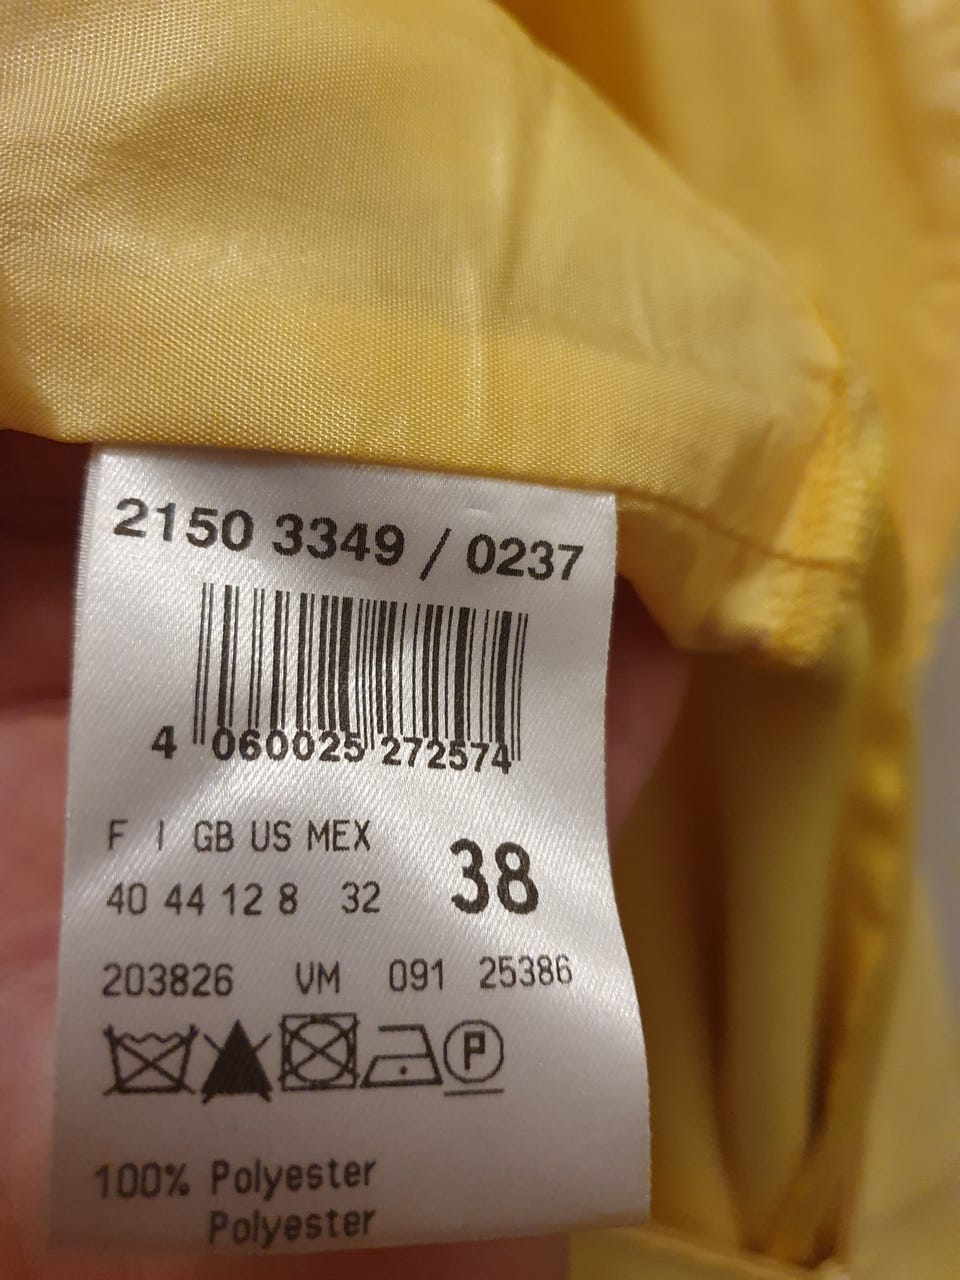 2150 3349 / 0237
4 060025 272574
F I GB US MEX
40 44 12 8 32 38
203826 VM 091 25386
P
100% Polyester
Polyester